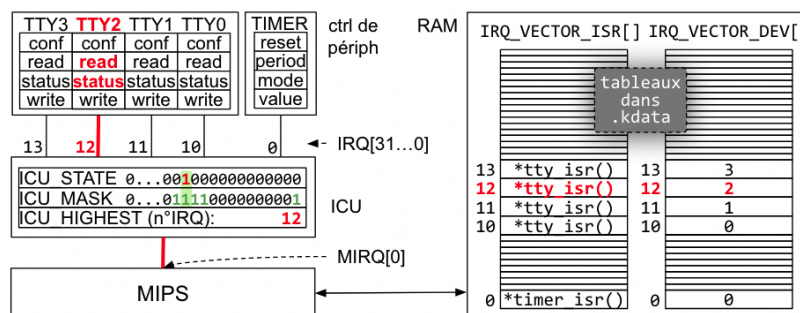 TTY3 TTY2 TTY1 TTY0 TIMER
conf conf conf conf reset
read read read read period
status status status status mode
write write write write value
ctrl de
périph
13 12 11 10 0
IRQ[31...0]
ICU_STATE 0...001000000000000
ICU_MASK 0...011110000000001
ICU_HIGHEST (n°IRQ): 12
ICU
MIRQ[0]
MIPS
RAM
IRQ_VECTOR_ISR[] IRQ_VECTOR_DEV[
tableaux
dans
.kdata
13 *tty_isr() 13 3
12 *tty_isr() 12 2
11 *tty_isr() 11 1
10 *tty_isr() 10 0
0 *timer_isr() 0 0